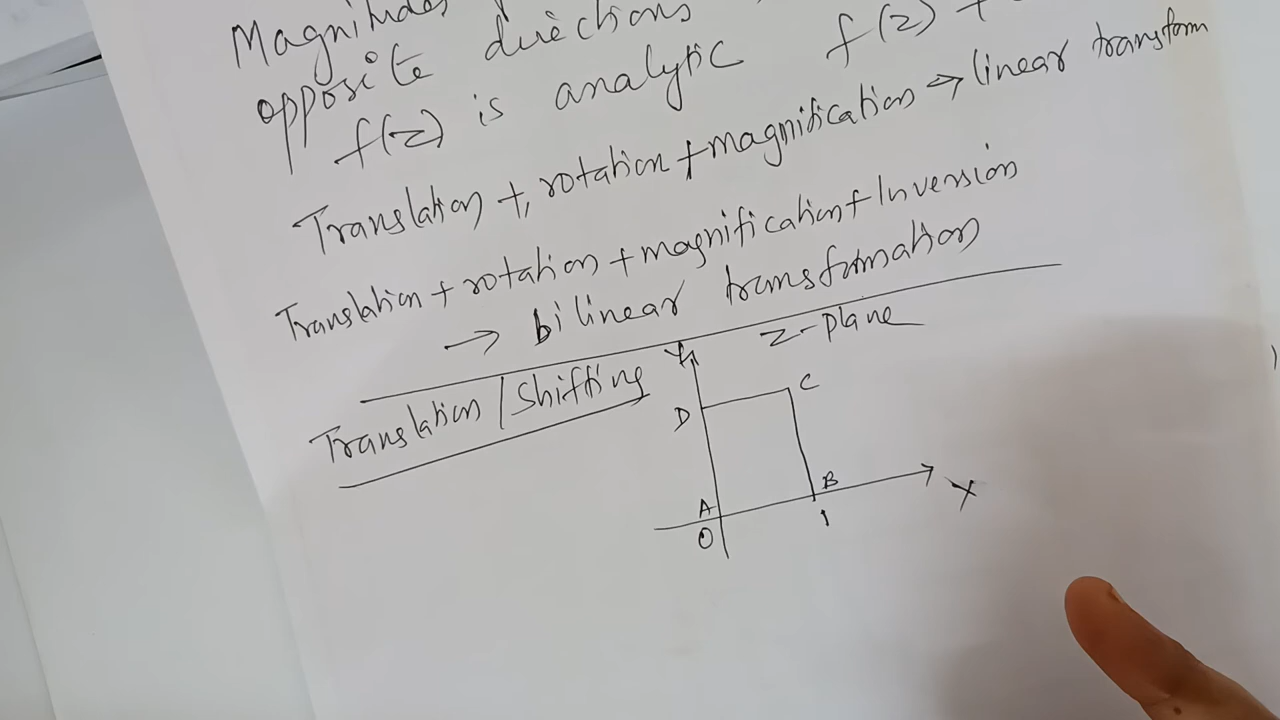 Magnitudes
opposite directions
f(z) is analytic f(z) +
Translation +, rotation + magnification → linear transform
Translation + rotation + magnification + Inversion
→ bilinear transformation
Translation / Shifting
z-plane
Y
D
C
A
B
O
1
X